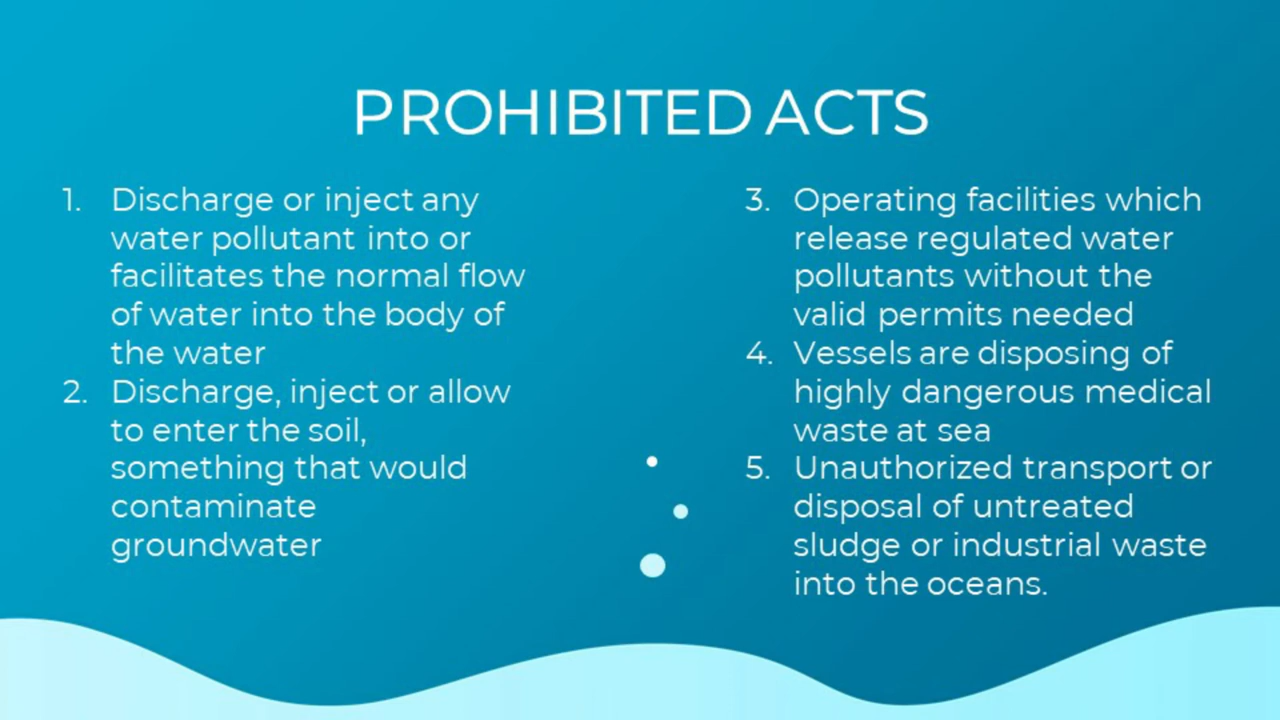 PROHIBITED ACTS
1. Discharge or inject any
water pollutant into or
facilitates the normal flow
of water into the body of
the water
2. Discharge, inject or allow
to enter the soil,
something that would
contaminate
groundwater
3. Operating facilities which
release regulated water
pollutants without the
valid permits needed
4. Vessels are disposing of
highly dangerous medical
waste at sea
5. Unauthorized transport or
disposal of untreated
sludge or industrial waste
into the oceans.